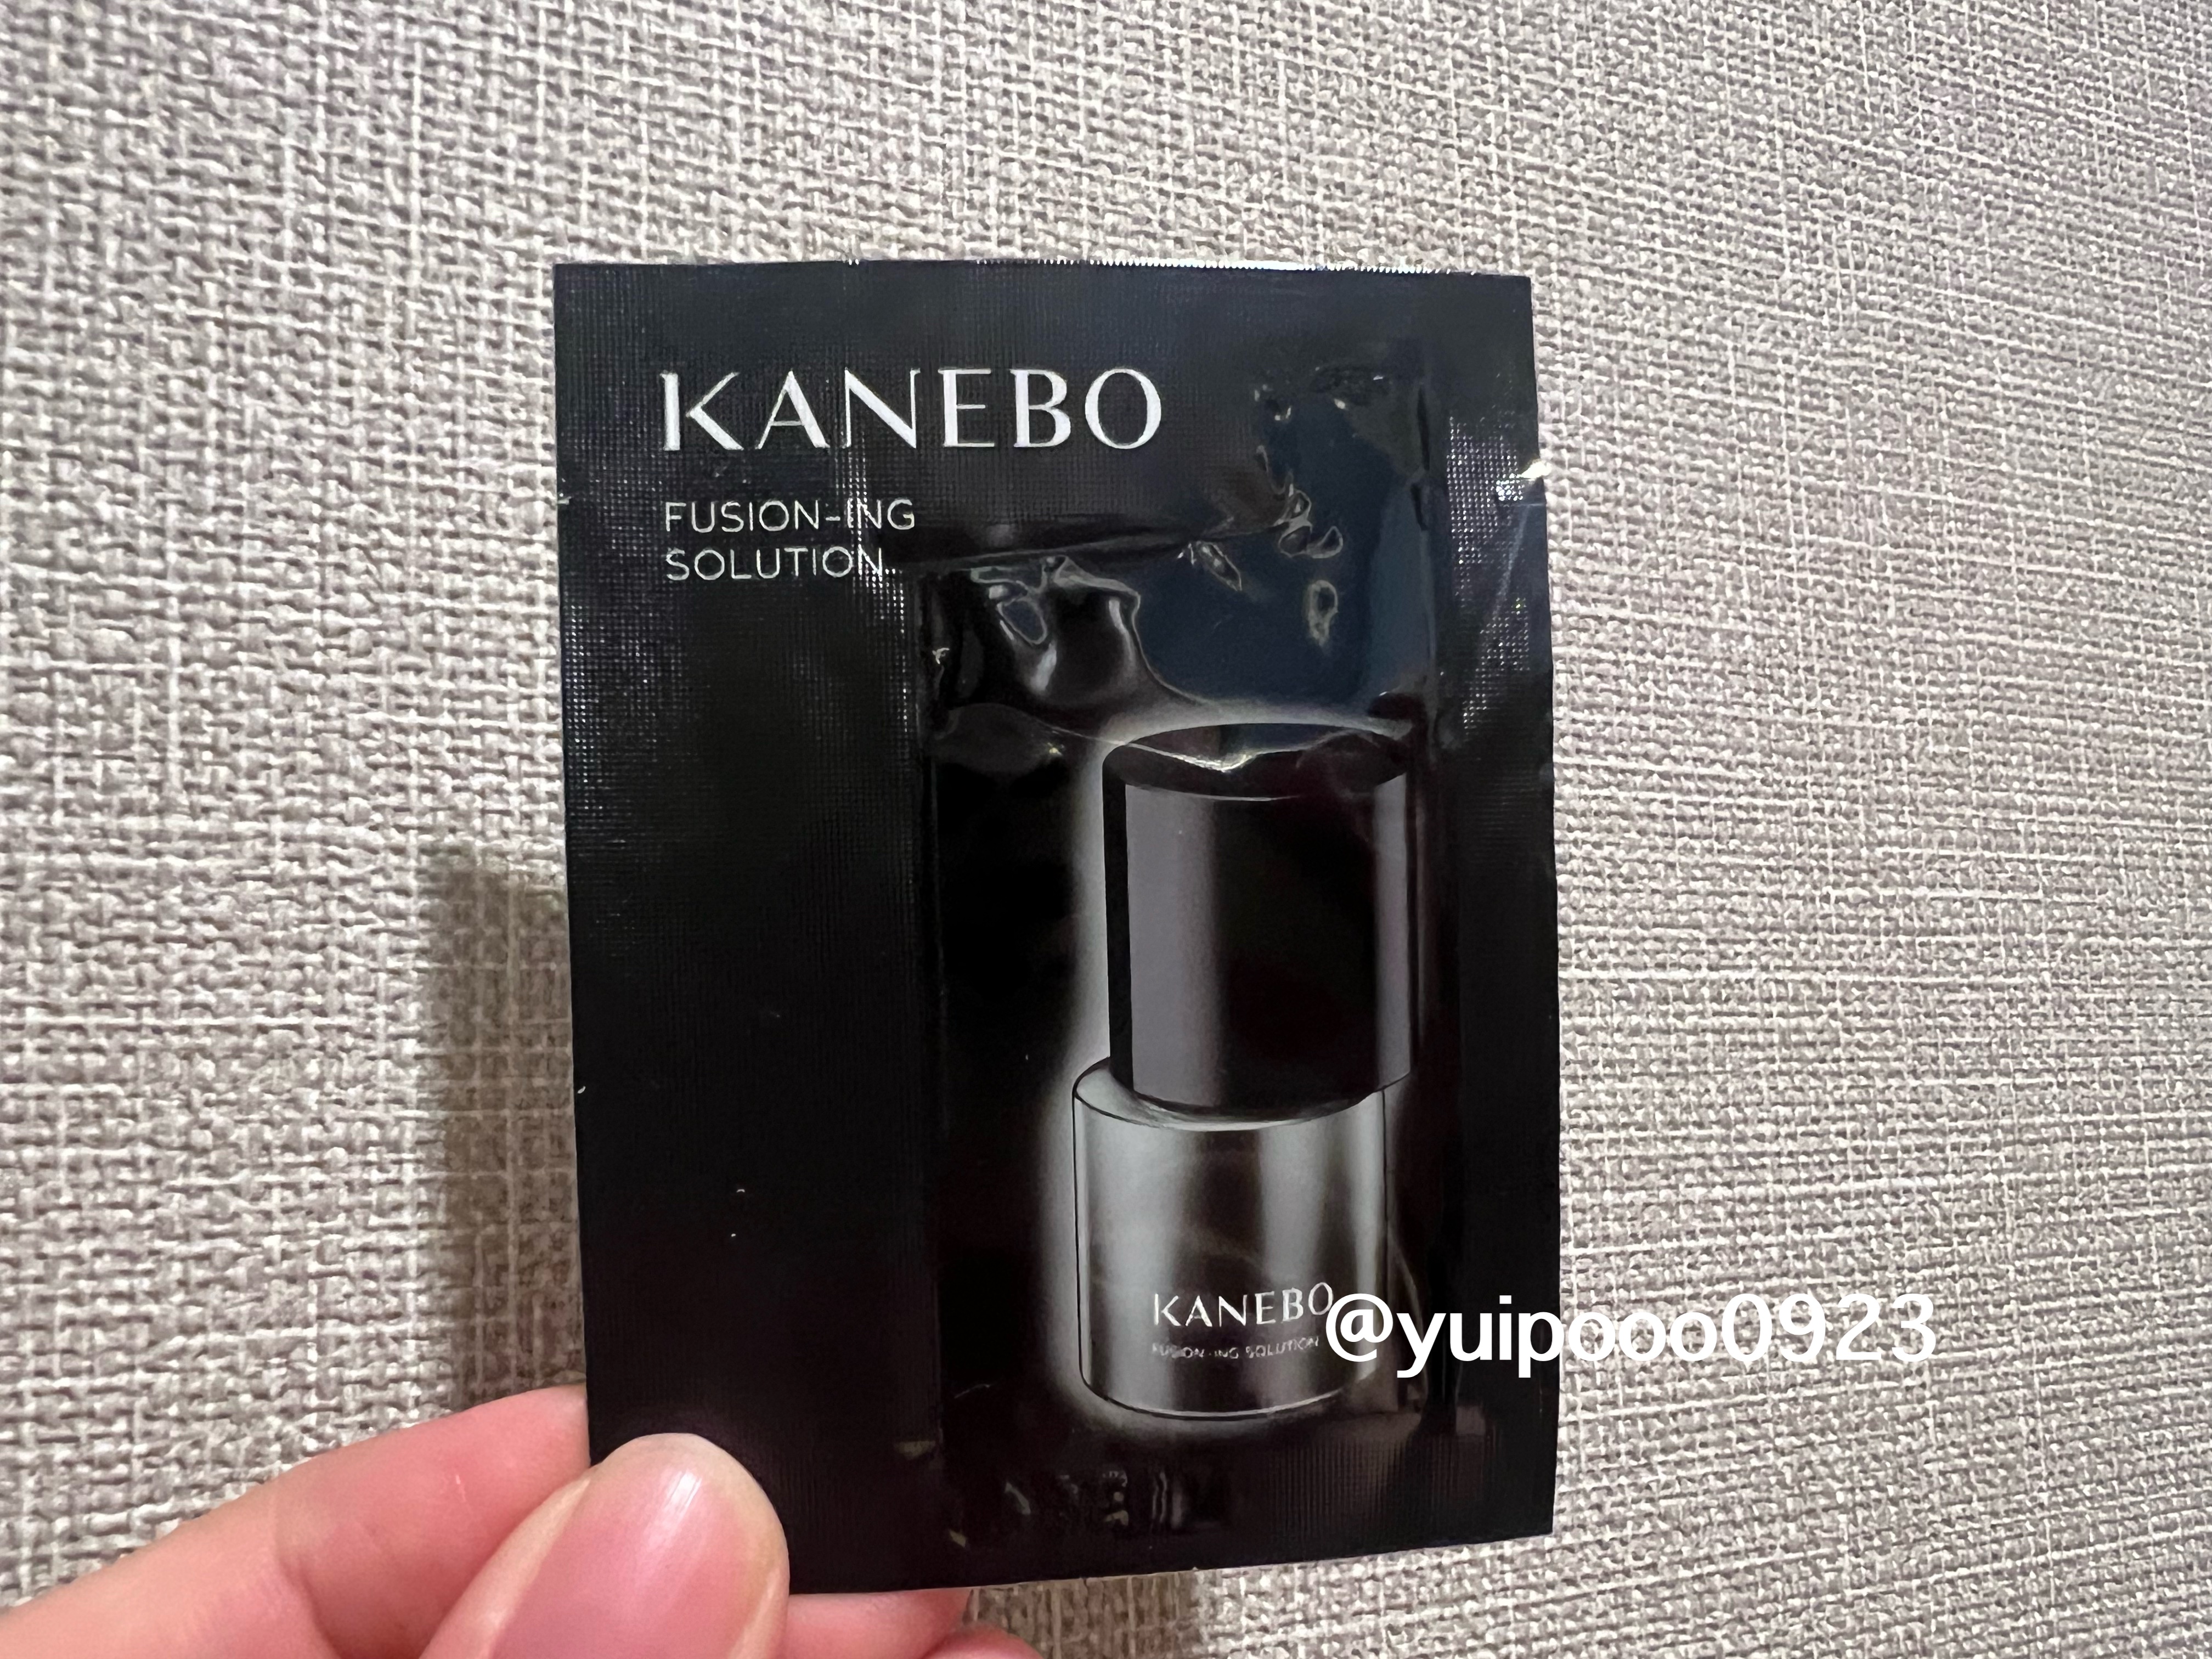 KANEBO
FUSION-ING
SOLUTION
KANEBO
FUSION-ING SOLUTION
@yuipooo0923